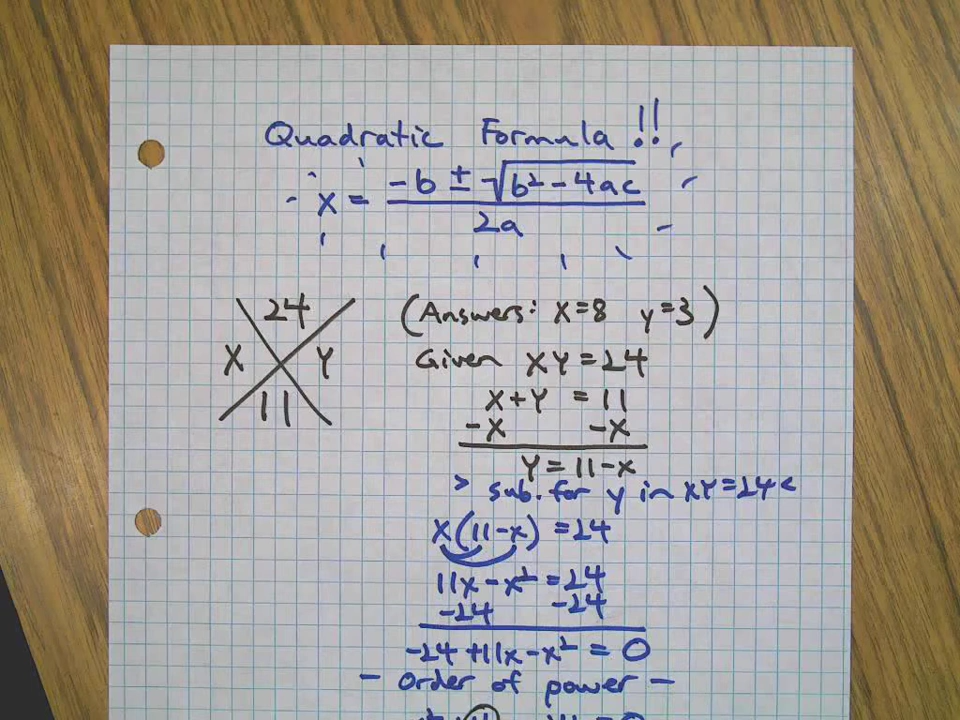 Quadratic Formula !!
x = -b ± √b² - 4ac
2a
24
X Y
11
(Answers: X=8 y=3)
Given XY = 24
X+Y = 11
-X -X
Y = 11-x
> sub. for y in XY=24 <
X(11-x) = 24
11x - x² = 24
-24 -24
-24 + 11x - x² = 0
- Order of power -